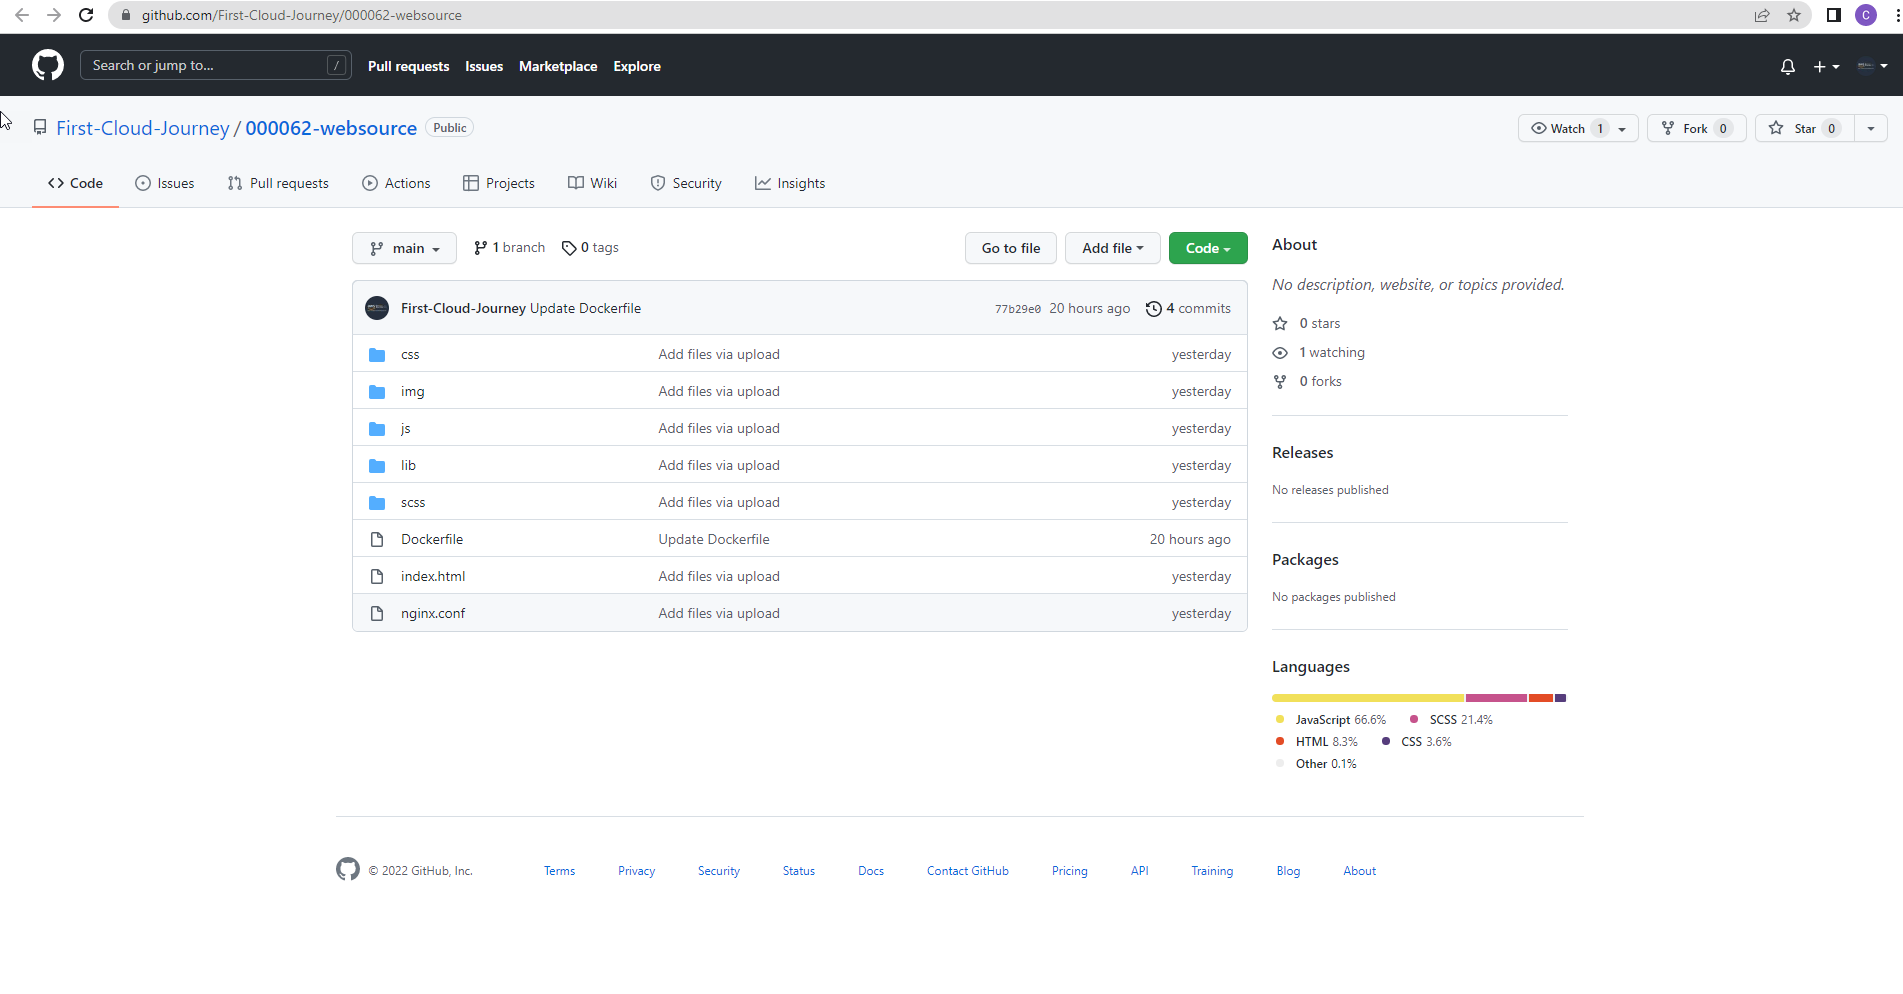 github.com/First-Cloud-Journey/000062-websource
C
Search or jump to... / Pull requests Issues Marketplace Explore
First-Cloud-Journey / 000062-websource Public
Watch 1 Fork 0 Star 0
Code Issues Pull requests Actions Projects Wiki Security Insights
main 1 branch 0 tags Go to file Add file Code
First-Cloud-Journey Update Dockerfile 77b29e0 20 hours ago 4 commits
css Add files via upload yesterday
img Add files via upload yesterday
js Add files via upload yesterday
lib Add files via upload yesterday
scss Add files via upload yesterday
Dockerfile Update Dockerfile 20 hours ago
index.html Add files via upload yesterday
nginx.conf Add files via upload yesterday
About
No description, website, or topics provided.
0 stars
1 watching
0 forks
Releases
No releases published
Packages
No packages published
Languages
JavaScript 66.6% SCSS 21.4%
HTML 8.3% CSS 3.6%
Other 0.1%
© 2022 GitHub, Inc. Terms Privacy Security Status Docs Contact GitHub Pricing API Training Blog About